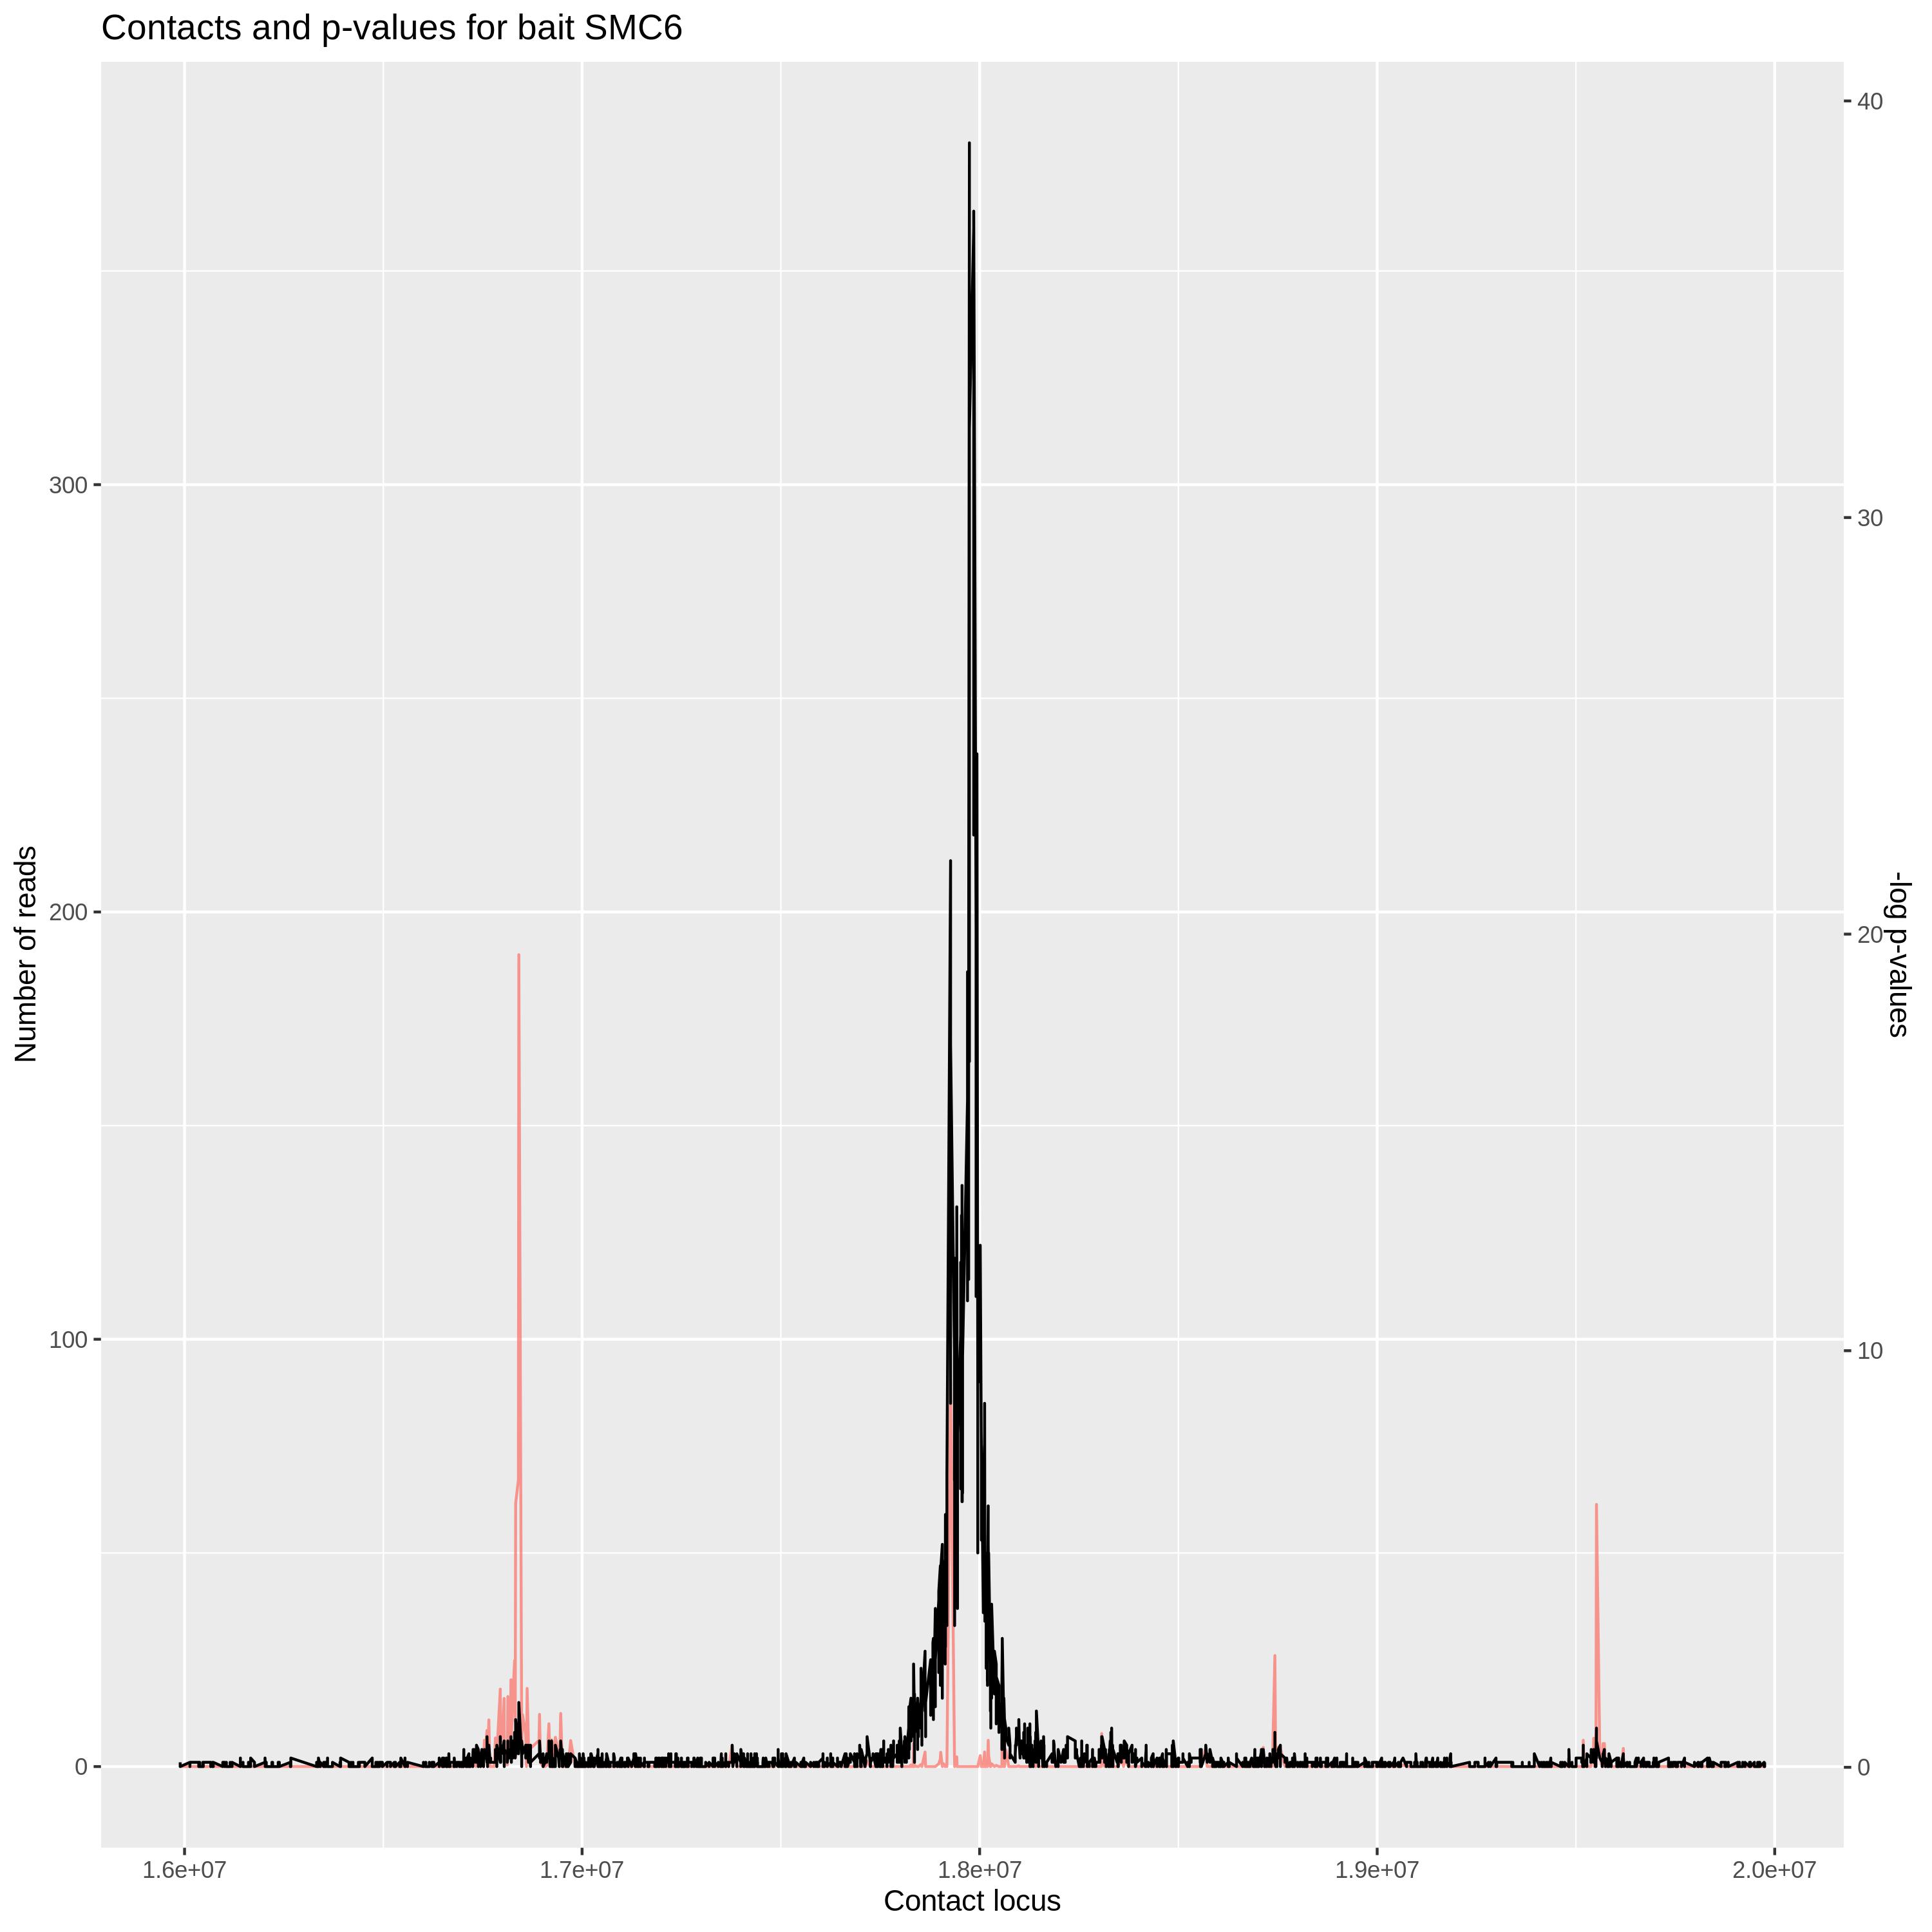 Contacts and p-values for bait SMC6
Number of reads
300
200
100
0
40
30
20
10
0
-log p-values
1.6e+07
1.7e+07
1.8e+07
1.9e+07
2.0e+07
Contact locus